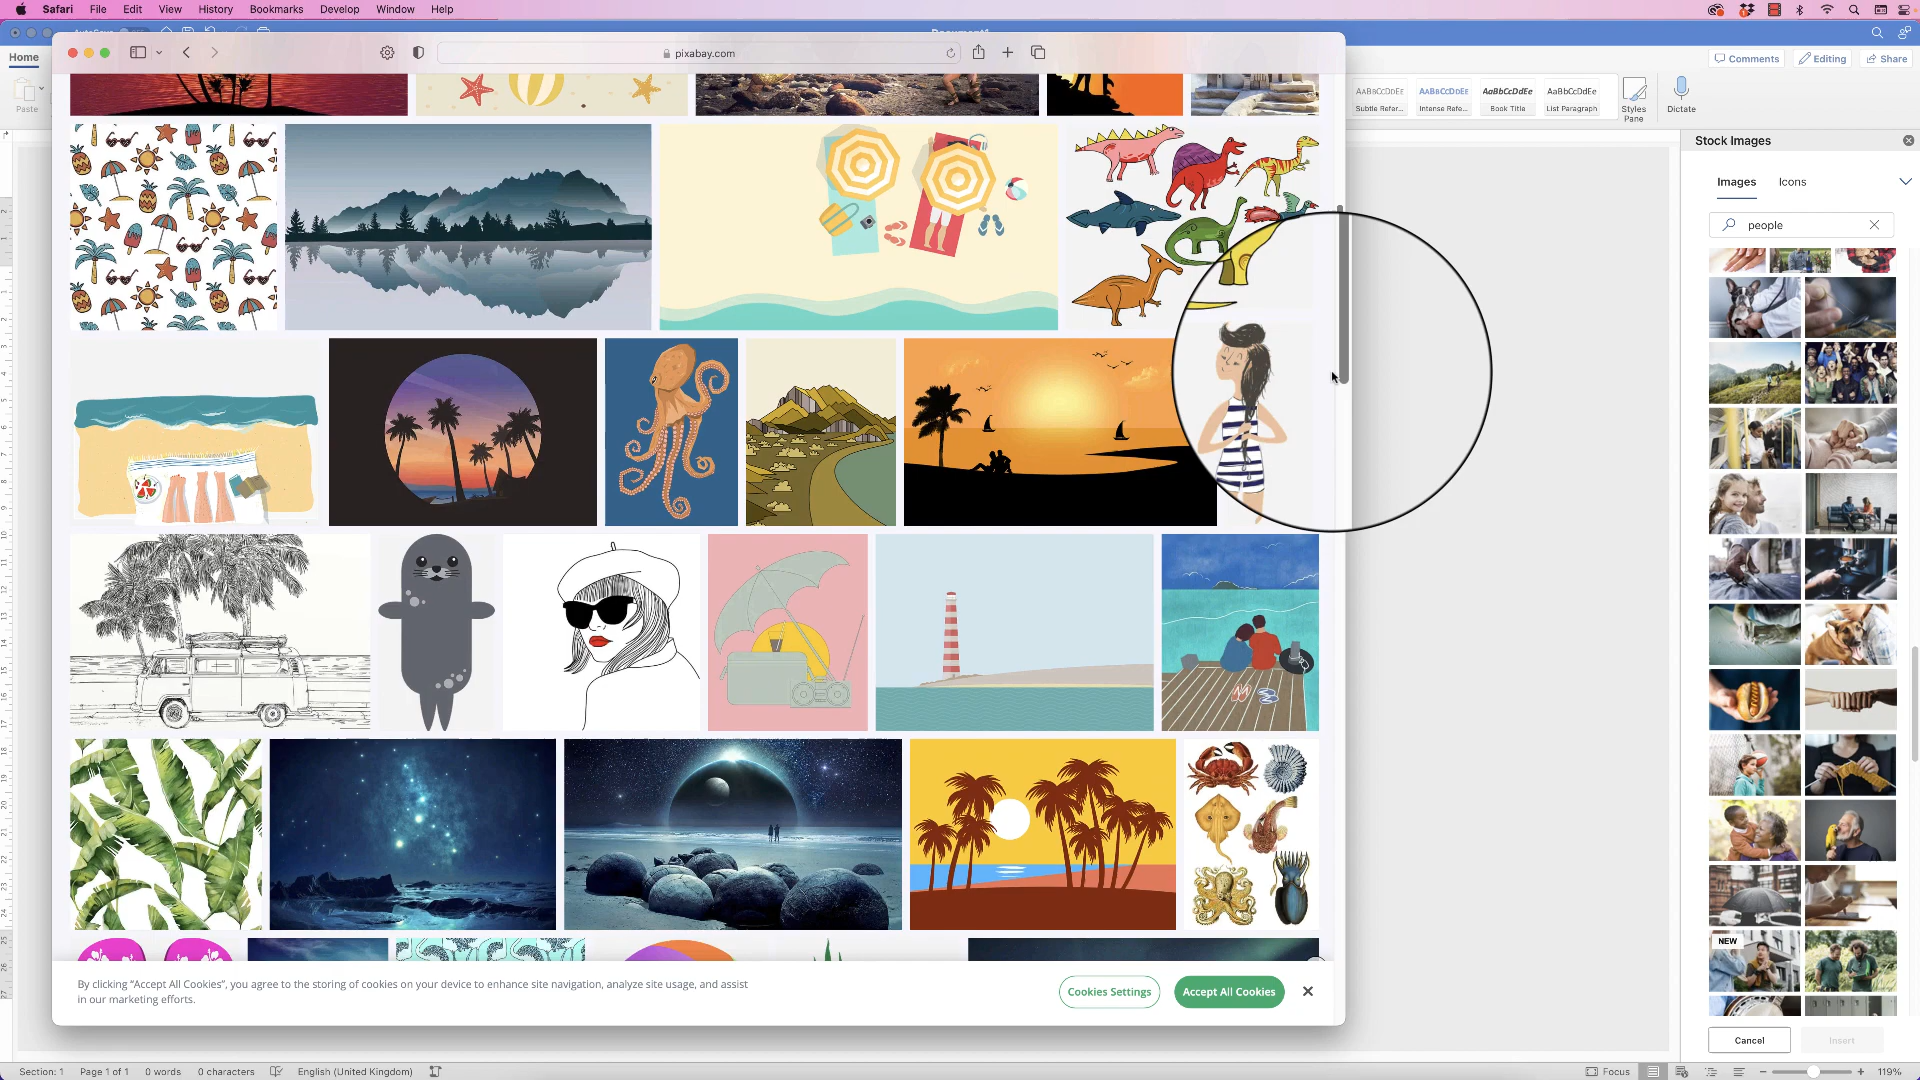 Safari File Edit View History Bookmarks Develop Window Help
Home
Paste
pixabay.com
Comments Editing Share
AaBbCcDdEe AaBbCcDdEe AaBbCcDdEe AaBbCcDdEe
Subtle Refer... Intense Refe... Book Title List Paragraph
Styles
Pane
Dictate
Stock Images
Images Icons
people
NEW
By clicking “Accept All Cookies”, you agree to the storing of cookies on your device to enhance site navigation, analyze site usage, and assist
in our marketing efforts.
Cookies Settings
Accept All Cookies
Cancel
Insert
Section: 1 Page 1 of 1 0 words 0 characters English (United Kingdom) Focus 119%